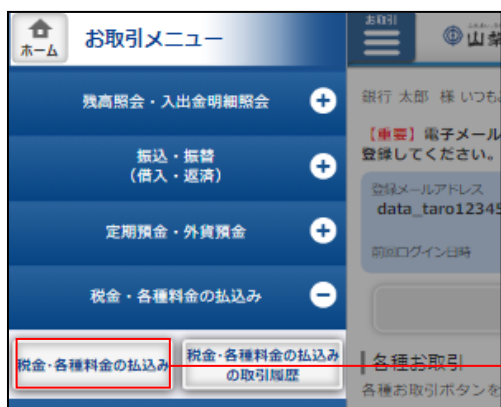 ホーム
お取引メニュー
残高照会・入出金明細照会
振込・振替
(借入・返済)
定期預金・外貨預金
税金・各種料金の払込み
税金・各種料金の払込み
税金・各種料金の払込み
の取引履歴
お取引
山梨
銀行 太郎 様 いつも
【重要】電子メール
登録してください。
登録メールアドレス
data_taro12345
前回ログイン日時
各種お取引
各種お取引ボタンを